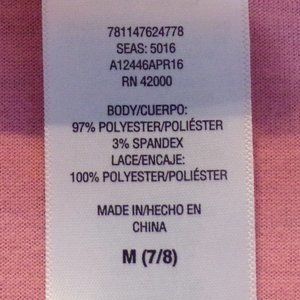 781147624778
SEAS: 5016
A12446APR16
RN 42000
BODY/CUERPO:
97% POLYESTER/POLIÉSTER
3% SPANDEX
LACE/ENCAJE:
100% POLYESTER/POLIÉSTER
MADE IN/HECHO EN
CHINA
M (7/8)